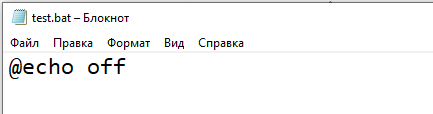 test.bat – Блокнот
Файл Правка Формат Вид Справка
@echo off